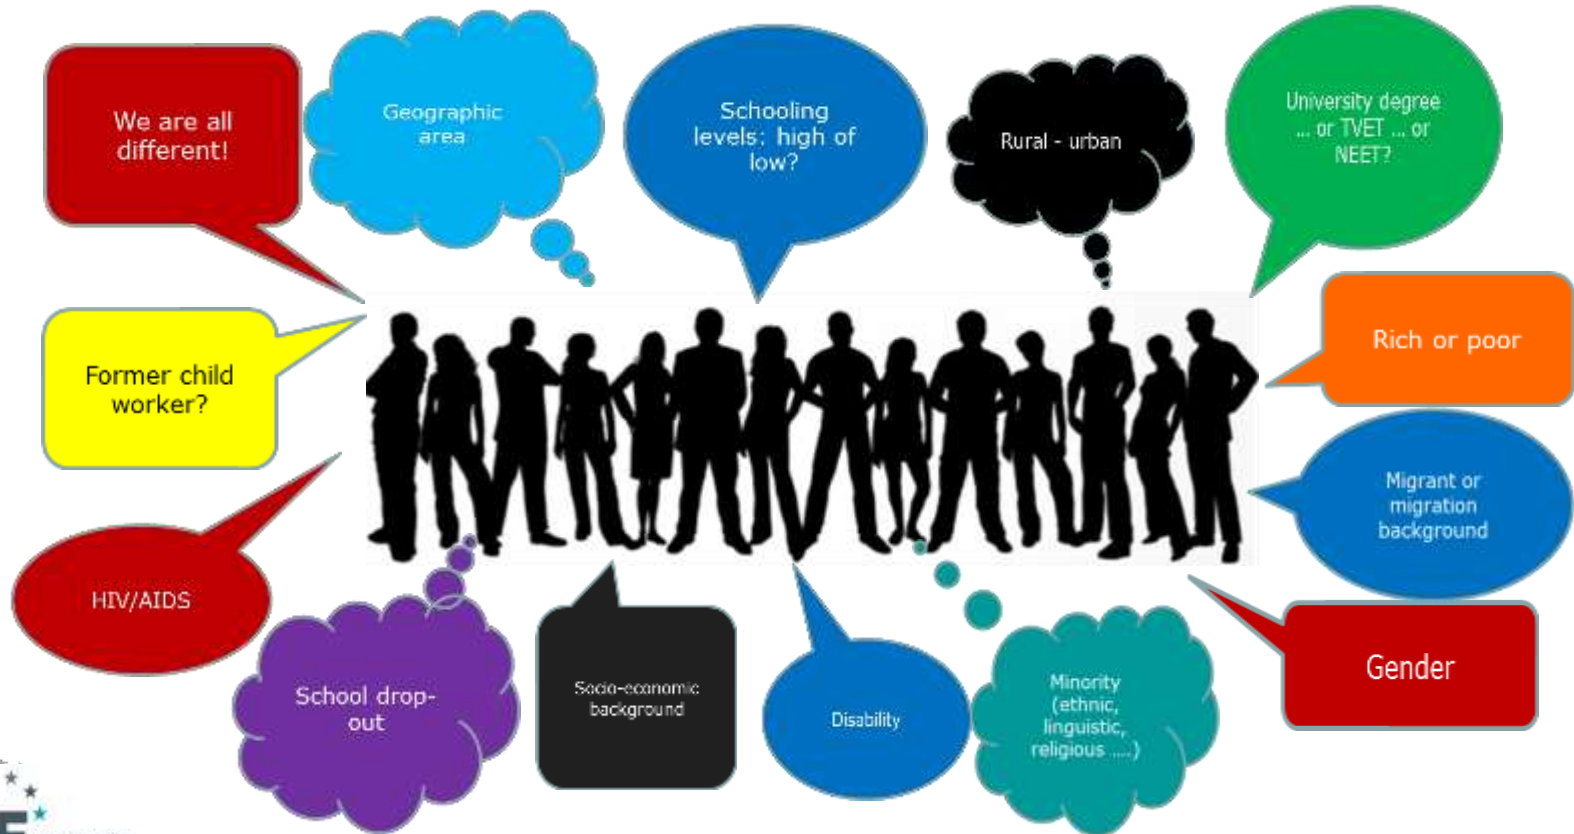 We are all
different!
Geographic
area
Schooling
levels: high of
low?
Rural - urban
University degree
... or TVET ... or
NEET?
Former child
worker?
Rich or poor
Migrant or
migration
background
HIV/AIDS
School drop-
out
Socio-economic
background
Disability
Minority
(ethnic,
linguistic,
religious ....)
Gender